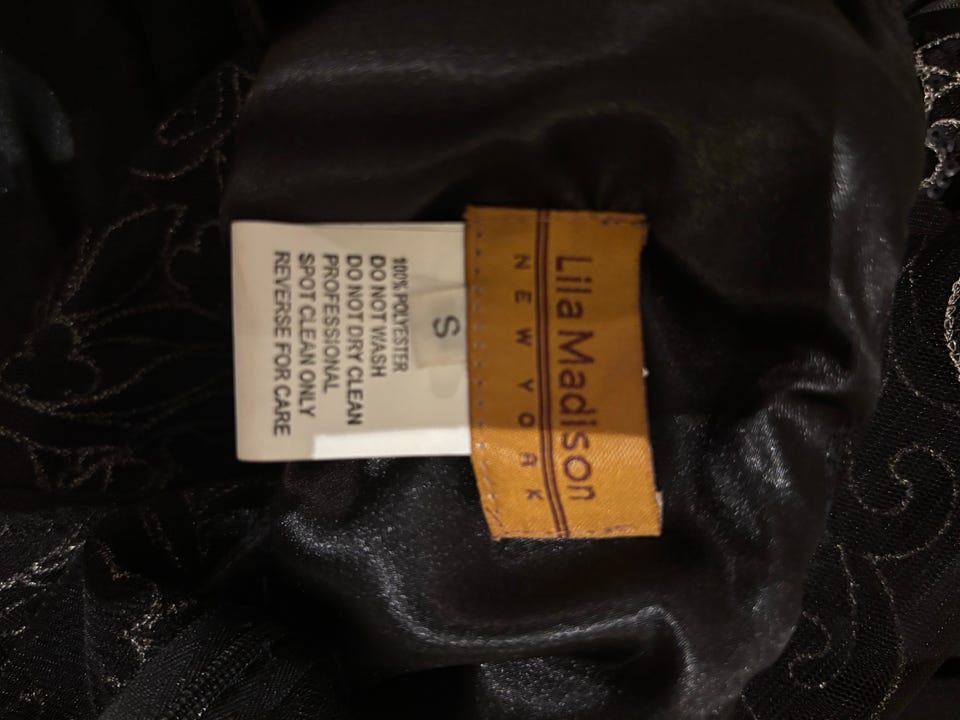 Lila Madison
NEW YORK
S
100% POLYESTER
DO NOT WASH
DO NOT DRY CLEAN
PROFESSIONAL
SPOT CLEAN ONLY
REVERSE FOR CARE